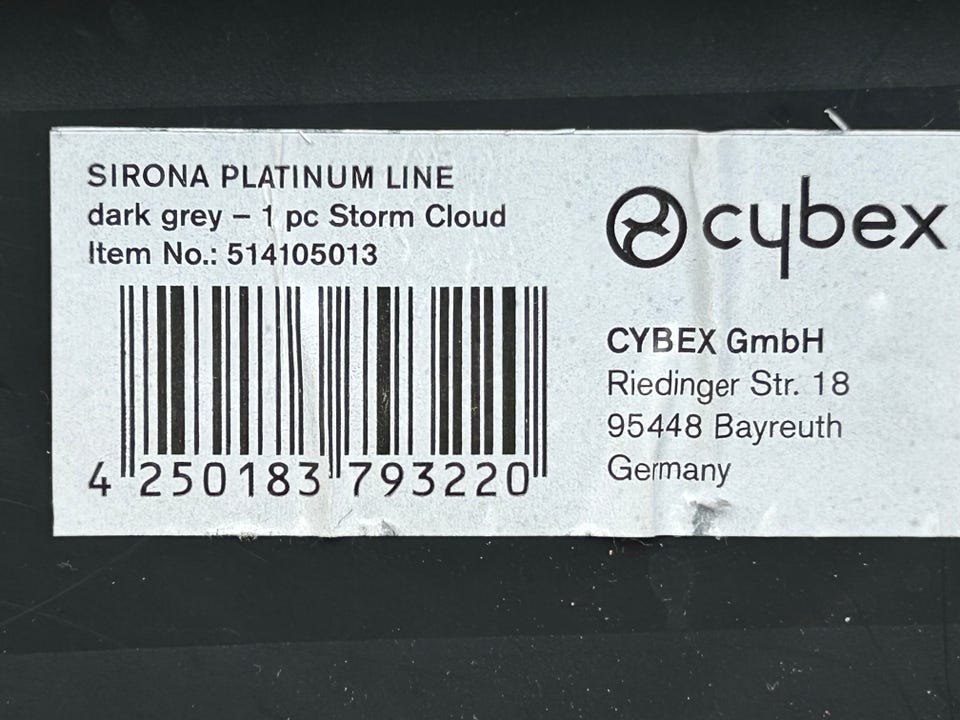 SIRONA PLATINUM LINE
dark grey – 1 pc Storm Cloud
Item No.: 514105013
4 250183 793220
cybex
CYBEX GmbH
Riedinger Str. 18
95448 Bayreuth
Germany